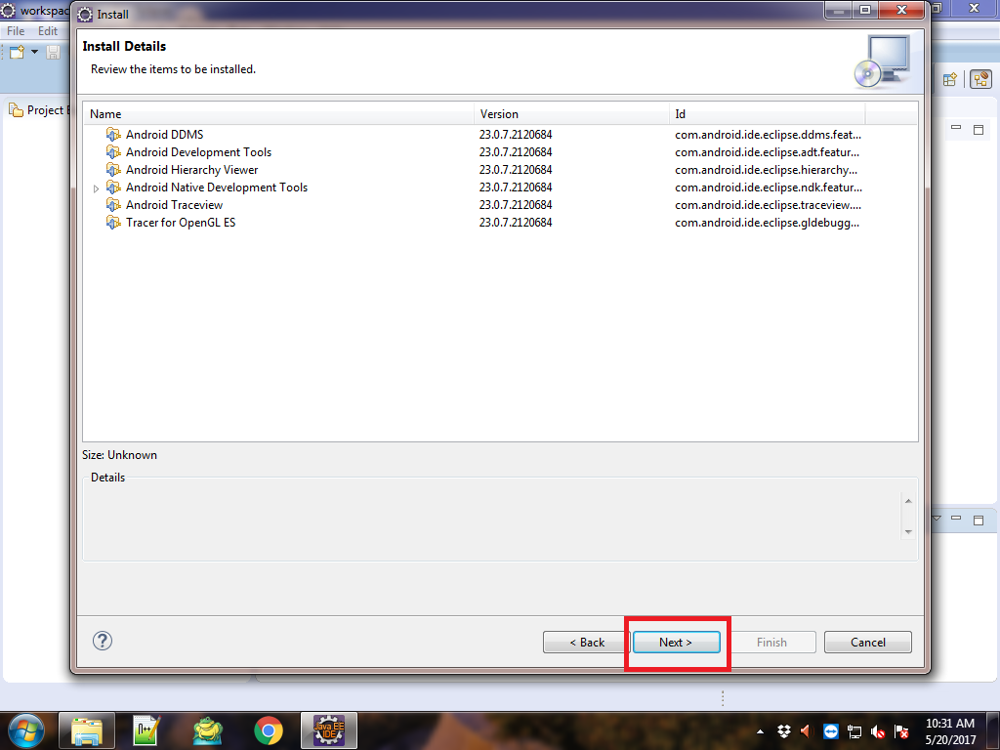 workspac
Install
File Edit
Install Details
Review the items to be installed.
Project E
Name Version Id
Android DDMS 23.0.7.2120684 com.android.ide.eclipse.ddms.feat...
Android Development Tools 23.0.7.2120684 com.android.ide.eclipse.adt.featur...
Android Hierarchy Viewer 23.0.7.2120684 com.android.ide.eclipse.hierarchy...
Android Native Development Tools 23.0.7.2120684 com.android.ide.eclipse.ndk.featur...
Android Traceview 23.0.7.2120684 com.android.ide.eclipse.traceview....
Tracer for OpenGL ES 23.0.7.2120684 com.android.ide.eclipse.gldebugg...
Size: Unknown
Details
< Back Next > Finish Cancel
Java EE
IDE
10:31 AM
5/20/2017